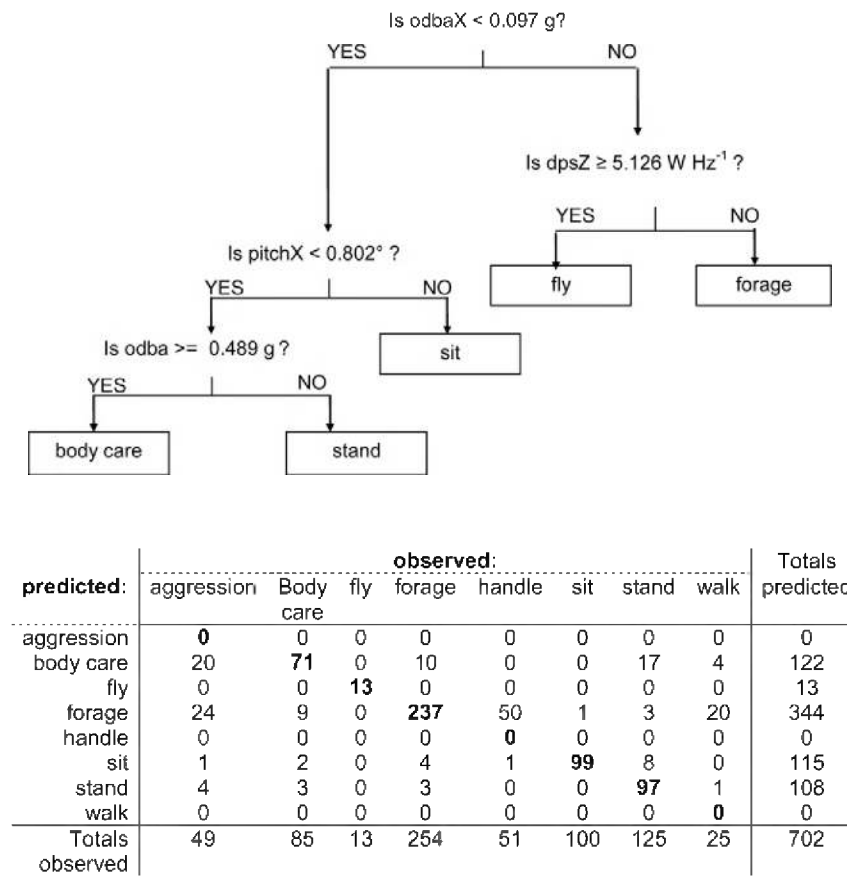 Is odbaX < 0.097 g?
YES NO
Is dpsZ ≥ 5.126 W Hz⁻¹ ?
YES NO
Is pitchX < 0.802° ?
fly forage
YES NO
Is odba >= 0.489 g ?
sit
YES NO
body care stand
observed: Totals
predicted: aggression Body fly forage handle sit stand walk predicted
care
aggression 0 0 0 0 0 0 0 0 0
body care 20 71 0 10 0 0 17 4 122
fly 0 0 13 0 0 0 0 0 13
forage 24 9 0 237 50 1 3 20 344
handle 0 0 0 0 0 0 0 0 0
sit 1 2 0 4 1 99 8 0 115
stand 4 3 0 3 0 0 97 1 108
walk 0 0 0 0 0 0 0 0 0
Totals 49 85 13 254 51 100 125 25 702
observed